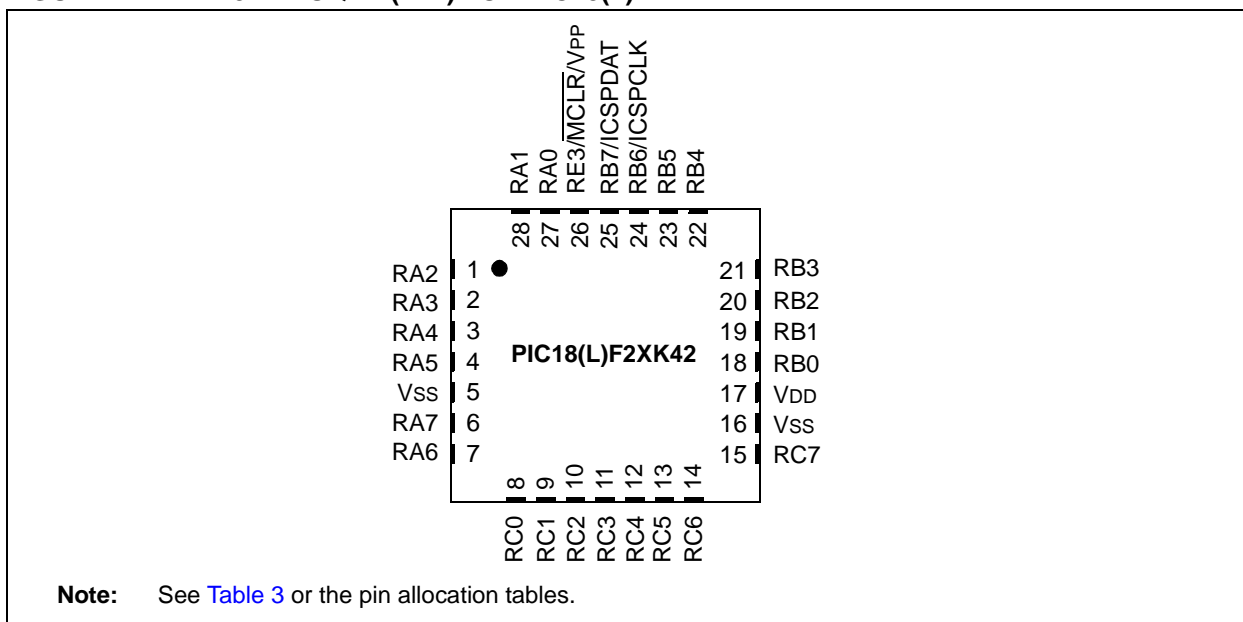 RA1
RA0
RE3/MCLR/VPP
RB7/ICSPDAT
RB6/ICSPCLK
RB5
RB4
28 27 26 25 24 23 22
RA2 1 21 RB3
RA3 2 20 RB2
RA4 3 19 RB1
RA5 4 18 RB0
VSS 5 17 VDD
RA7 6 16 VSS
RA6 7 15 RC7
PIC18(L)F2XK42
8 9 10 11 12 13 14
RC0 RC1 RC2 RC3 RC4 RC5 RC6
Note: See Table 3 or the pin allocation tables.